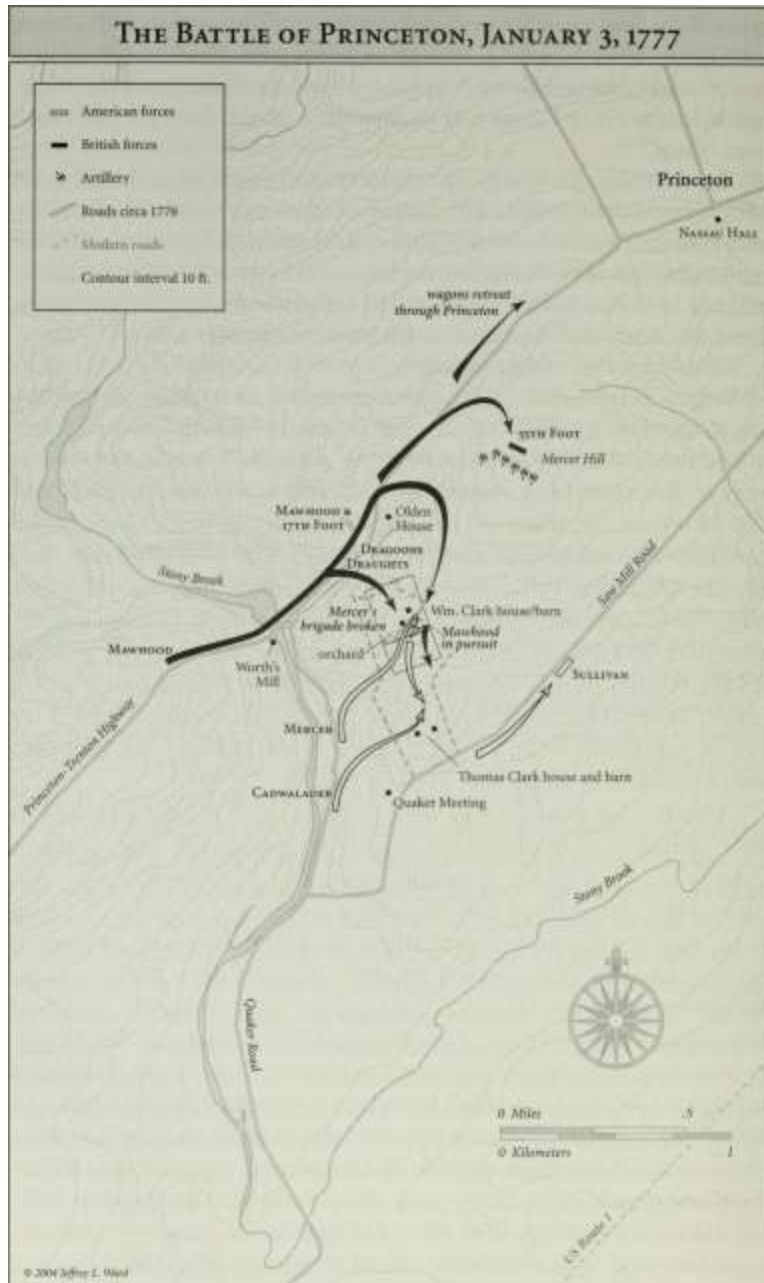 THE BATTLE OF PRINCETON, JANUARY 3, 1777
American forces
British forces
Artillery
Roads circa 1776
Modern roads
Contour interval 10 ft.
Princeton
NASSAU HALL
wagons retreat
through Princeton
55TH FOOT
Mercer Hill
MAWHOOD &
17TH FOOT
Olden
House
DRAGOONS
DRAUGHTS
Stony Brook
Saw Mill Road
Mercer's
brigade broken
Wm. Clark house/barn
Mawhood
in pursuit
orchard
MAWHOOD
Worth's
Mill
SULLIVAN
MERCER
Princeton-Trenton Highway
Thomas Clark house and barn
CADWALADER
Quaker Meeting
Stony Brook
Quaker Road
0 Miles .5
0 Kilometers 1
US Route 1
© 2004 Jeffrey L. Ward